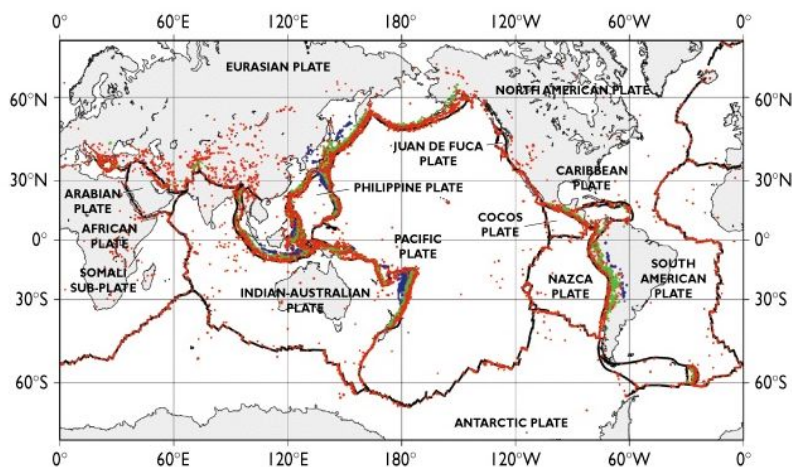 0° 60°E 120°E 180° 120°W 60°W 0°
EURASIAN PLATE
NORTH AMERICAN PLATE
60°N 60°N
JUAN DE FUCA
PLATE
CARIBBEAN
PLATE
30°N 30°N
ARABIAN
PLATE
PHILIPPINE PLATE
AFRICAN
PLATE
COCOS
PLATE
PACIFIC
PLATE
0° 0°
SOMALI
SUB-PLATE
NAZCA
PLATE
SOUTH
AMERICAN
PLATE
INDIAN-AUSTRALIAN
PLATE
30°S 30°S
60°S 60°S
ANTARCTIC PLATE
0° 60°E 120°E 180° 120°W 60°W 0°